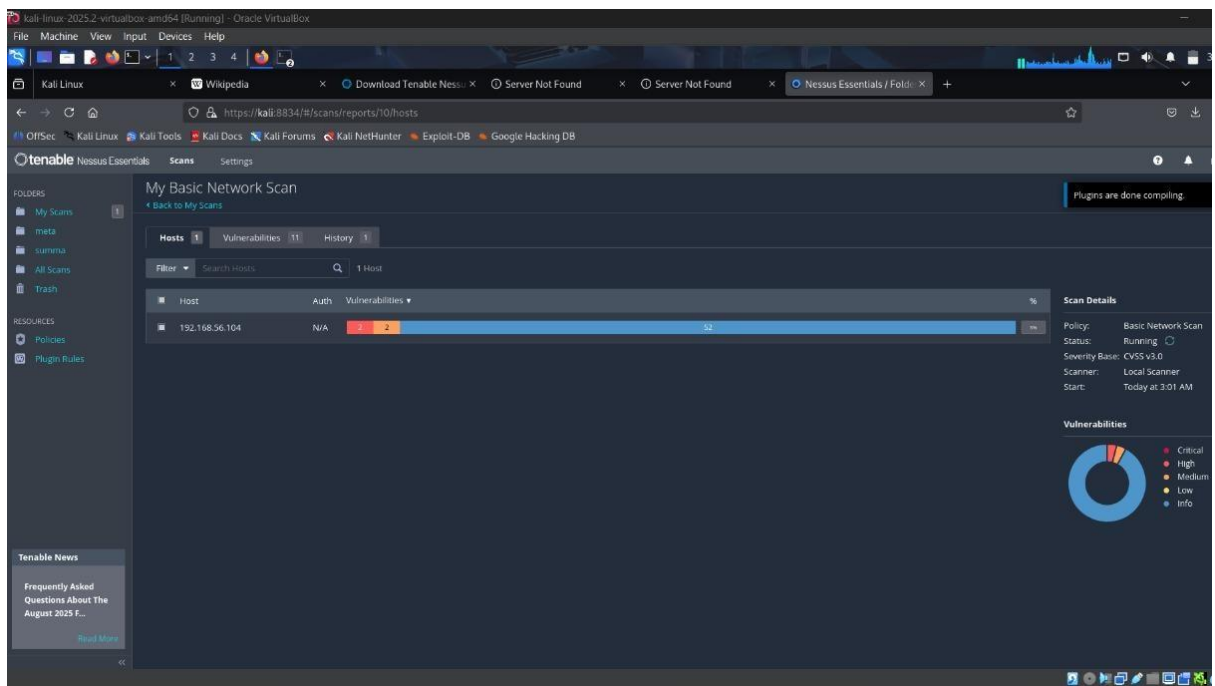 kali-linux-2025.2-virtualbox-amd64 [Running] - Oracle VirtualBox
File Machine View Input Devices Help
1 2 3 4
Kali Linux × Wikipedia × Download Tenable Nessu × Server Not Found × Server Not Found × Nessus Essentials / Folde × +
https://kali:8834/#/scans/reports/10/hosts
OffSec Kali Linux Kali Tools Kali Docs Kali Forums Kali NetHunter Exploit-DB Google Hacking DB
tenable Nessus Essentials Scans Settings
FOLDERS
My Scans 1
meta
summa
All Scans
Trash
RESOURCES
Policies
Plugin Rules
Tenable News
Frequently Asked
Questions About The
August 2025 F...
Read More
My Basic Network Scan
Back to My Scans
Plugins are done compiling.
Hosts 1 Vulnerabilities 11 History 1
Filter Search Hosts 1 Host
Host Auth Vulnerabilities %
192.168.56.104 N/A 2 2 52
Scan Details
Policy: Basic Network Scan
Status: Running
Severity Base: CVSS v3.0
Scanner: Local Scanner
Start: Today at 3:01 AM
Vulnerabilities
Critical
High
Medium
Low
Info